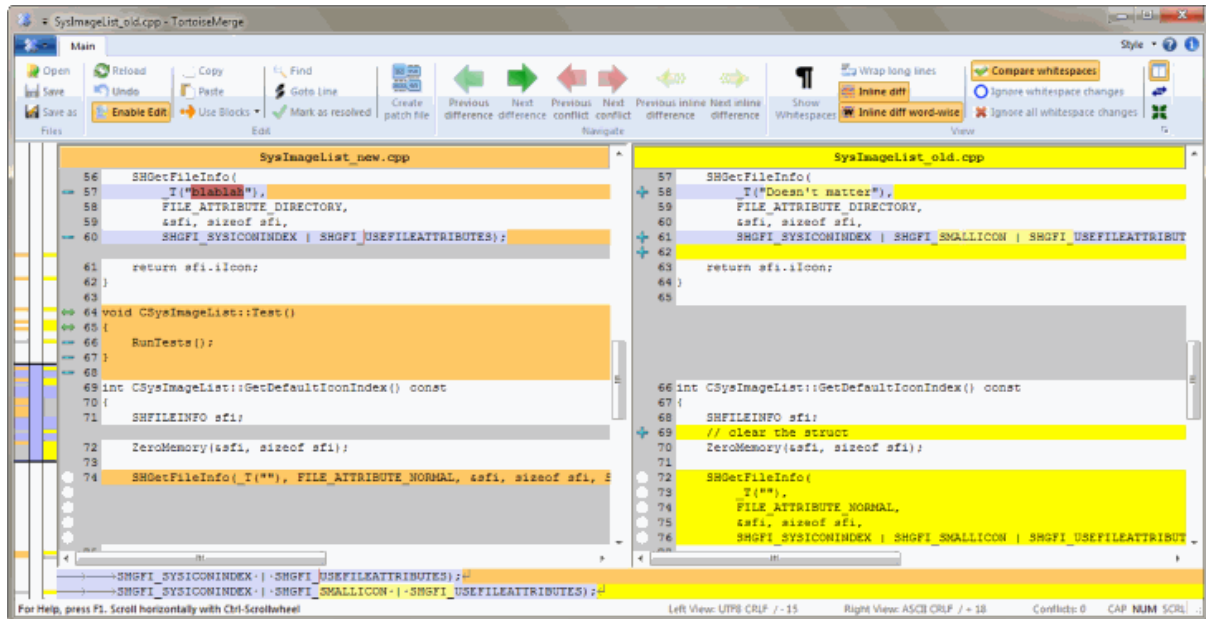 SysImageList_old.cpp - TortoiseMerge
Main
Style
Open Reload Copy Find Wrap long lines Compare whitespaces
Save Undo Paste Goto Line Inline diff Ignore whitespace changes
Save as Enable Edit Use Blocks Mark as resolved Create patch file Previous difference Next difference Previous conflict Next conflict Previous inline difference Next inline difference Show Whitespaces Inline diff word-wise Ignore all whitespace changes
Files Edit Navigate View
SysImageList_new.cpp
56 SHGetFileInfo(
57 _T("blablah"),
58 FILE_ATTRIBUTE_DIRECTORY,
59 &sfi, sizeof sfi,
60 SHGFI_SYSICONINDEX | SHGFI_USEFILEATTRIBUTES);
61 return sfi.iIcon;
62 }
63
64 void CSysImageList::Test()
65 {
66 RunTests();
67 }
68
69 int CSysImageList::GetDefaultIconIndex() const
70 {
71 SHFILEINFO sfi;
72 ZeroMemory(&sfi, sizeof sfi);
73
74 SHGetFileInfo(_T(""), FILE_ATTRIBUTE_NORMAL, &sfi, sizeof sfi, S
SysImageList_old.cpp
57 SHGetFileInfo(
58 _T("Doesn't matter"),
59 FILE_ATTRIBUTE_DIRECTORY,
60 &sfi, sizeof sfi,
61 SHGFI_SYSICONINDEX | SHGFI_SMALLICON | SHGFI_USEFILEATTRIBUT
62
63 return sfi.iIcon;
64 }
65
66 int CSysImageList::GetDefaultIconIndex() const
67 {
68 SHFILEINFO sfi;
69 // clear the struct
70 ZeroMemory(&sfi, sizeof sfi);
71
72 SHGetFileInfo(
73 _T(""),
74 FILE_ATTRIBUTE_NORMAL,
75 &sfi, sizeof sfi,
76 SHGFI_SYSICONINDEX | SHGFI_SMALLICON | SHGFI_USEFILEATTRIBUT
→→SHGFI_SYSICONINDEX·|·SHGFI_USEFILEATTRIBUTES);↵
→→SHGFI_SYSICONINDEX·|·SHGFI_SMALLICON·|·SHGFI_USEFILEATTRIBUTES);↵
For Help, press F1. Scroll horizontally with Ctrl-Scrollwheel Left View: UTF8 CRLF / - 15 Right View: ASCII CRLF / + 18 Conflicts: 0 CAP NUM SCRL